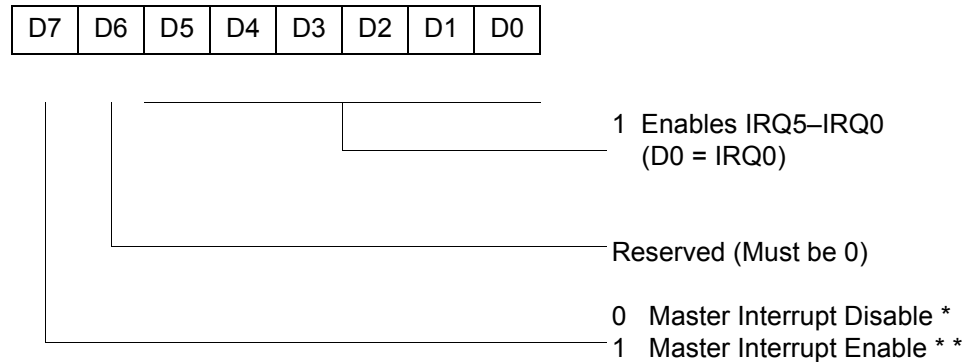 D7 D6 D5 D4 D3 D2 D1 D0
1 Enables IRQ5–IRQ0
(D0 = IRQ0)
Reserved (Must be 0)
0 Master Interrupt Disable *
1 Master Interrupt Enable * *